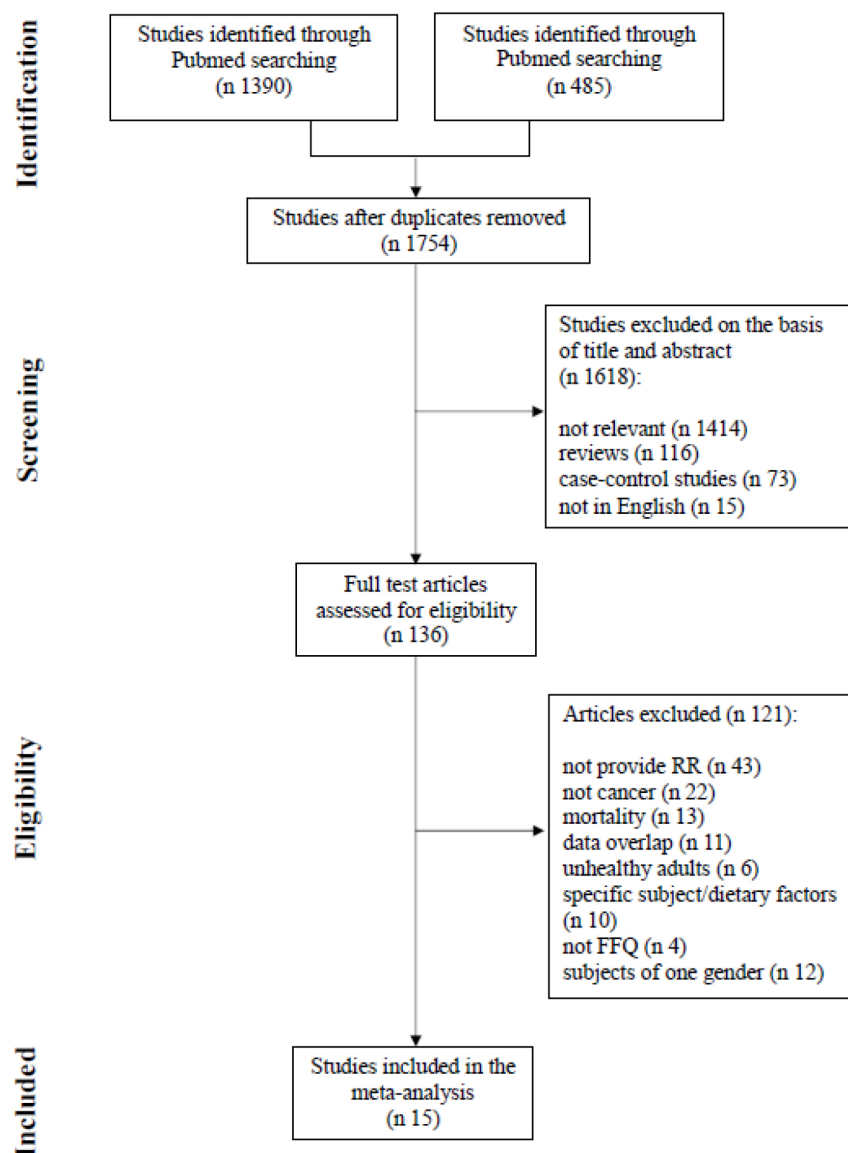 Identification
Studies identified through
Pubmed searching
(n 1390)
Studies identified through
Pubmed searching
(n 485)
Studies after duplicates removed
(n 1754)
Screening
Studies excluded on the basis
of title and abstract
(n 1618):
not relevant (n 1414)
reviews (n 116)
case-control studies (n 73)
not in English (n 15)
Full test articles
assessed for eligibility
(n 136)
Eligibility
Articles excluded (n 121):
not provide RR (n 43)
not cancer (n 22)
mortality (n 13)
data overlap (n 11)
unhealthy adults (n 6)
specific subject/dietary factors
(n 10)
not FFQ (n 4)
subjects of one gender (n 12)
Included
Studies included in the
meta-analysis
(n 15)